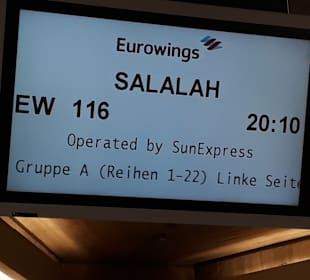 Eurowings
SALALAH
EW 116 20:10
Operated by SunExpress
Gruppe A (Reihen 1-22) Linke Seite